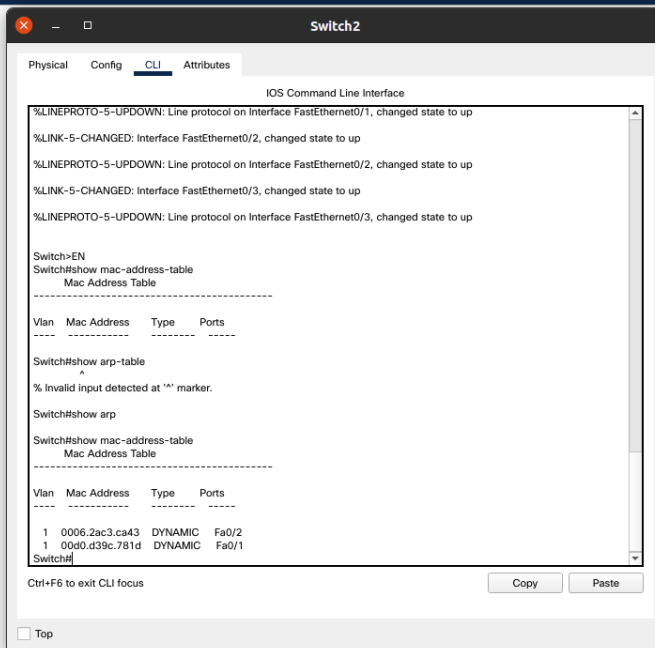 Switch2
Physical Config CLI Attributes
IOS Command Line Interface
%LINEPROTO-5-UPDOWN: Line protocol on Interface FastEthernet0/1, changed state to up
%LINK-5-CHANGED: Interface FastEthernet0/2, changed state to up
%LINEPROTO-5-UPDOWN: Line protocol on Interface FastEthernet0/2, changed state to up
%LINK-5-CHANGED: Interface FastEthernet0/3, changed state to up
%LINEPROTO-5-UPDOWN: Line protocol on Interface FastEthernet0/3, changed state to up
Switch>EN
Switch#show mac-address-table
Mac Address Table
-------------------------------------------
Vlan Mac Address Type Ports
---- ----------- -------- -----
Switch#show arp-table
^
% Invalid input detected at '^' marker.
Switch#show arp
Switch#show mac-address-table
Mac Address Table
-------------------------------------------
Vlan Mac Address Type Ports
---- ----------- -------- -----
1 0006.2ac3.ca43 DYNAMIC Fa0/2
1 00d0.d39c.781d DYNAMIC Fa0/1
Switch#
Ctrl+F6 to exit CLI focus
Copy Paste
Top